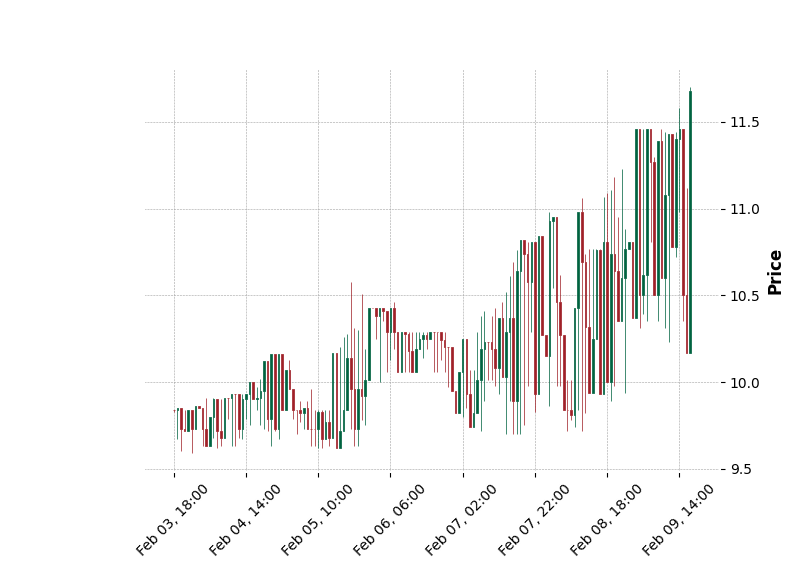 11.5
11.0
10.5
10.0
9.5
Price
Feb 03, 18:00
Feb 04, 14:00
Feb 05, 10:00
Feb 06, 06:00
Feb 07, 02:00
Feb 07, 22:00
Feb 08, 18:00
Feb 09, 14:00